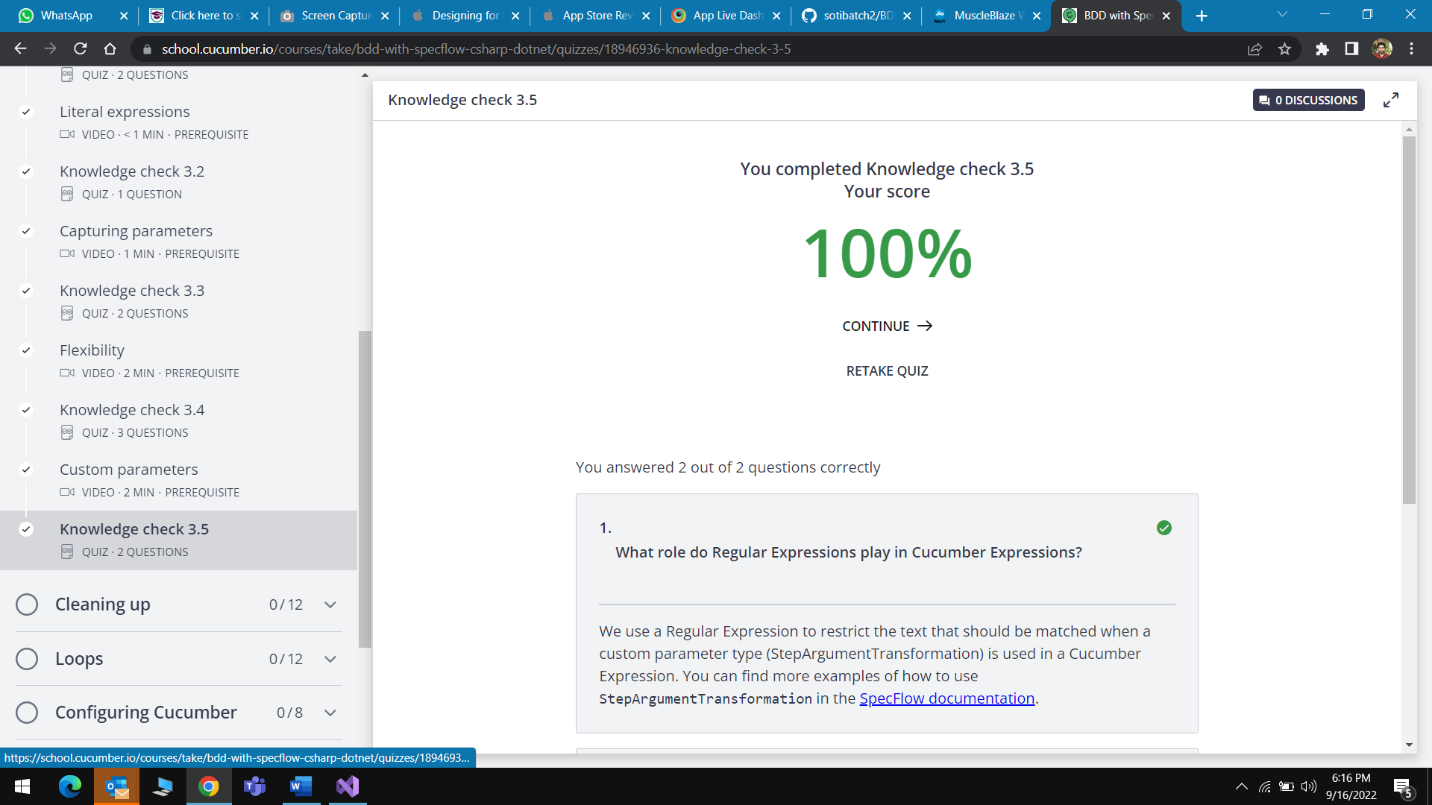 WhatsApp
Click here to s
Screen Captur
Designing for
App Store Rev
App Live Dash
sotibatch2/BD
MuscleBlaze W
BDD with Spec
school.cucumber.io/courses/take/bdd-with-specflow-csharp-dotnet/quizzes/18946936-knowledge-check-3-5
QUIZ · 2 QUESTIONS
Literal expressions
VIDEO · < 1 MIN · PREREQUISITE
Knowledge check 3.2
QUIZ · 1 QUESTION
Capturing parameters
VIDEO · 1 MIN · PREREQUISITE
Knowledge check 3.3
QUIZ · 2 QUESTIONS
Flexibility
VIDEO · 2 MIN · PREREQUISITE
Knowledge check 3.4
QUIZ · 3 QUESTIONS
Custom parameters
VIDEO · 2 MIN · PREREQUISITE
Knowledge check 3.5
QUIZ · 2 QUESTIONS
Cleaning up 0 / 12
Loops 0 / 12
Configuring Cucumber 0 / 8
https://school.cucumber.io/courses/take/bdd-with-specflow-csharp-dotnet/quizzes/1894693...
Knowledge check 3.5
0 DISCUSSIONS
You completed Knowledge check 3.5
Your score
100%
CONTINUE →
RETAKE QUIZ
You answered 2 out of 2 questions correctly
1.
What role do Regular Expressions play in Cucumber Expressions?
We use a Regular Expression to restrict the text that should be matched when a
custom parameter type (StepArgumentTransformation) is used in a Cucumber
Expression. You can find more examples of how to use
StepArgumentTransformation in the SpecFlow documentation.
6:16 PM
9/16/2022
5